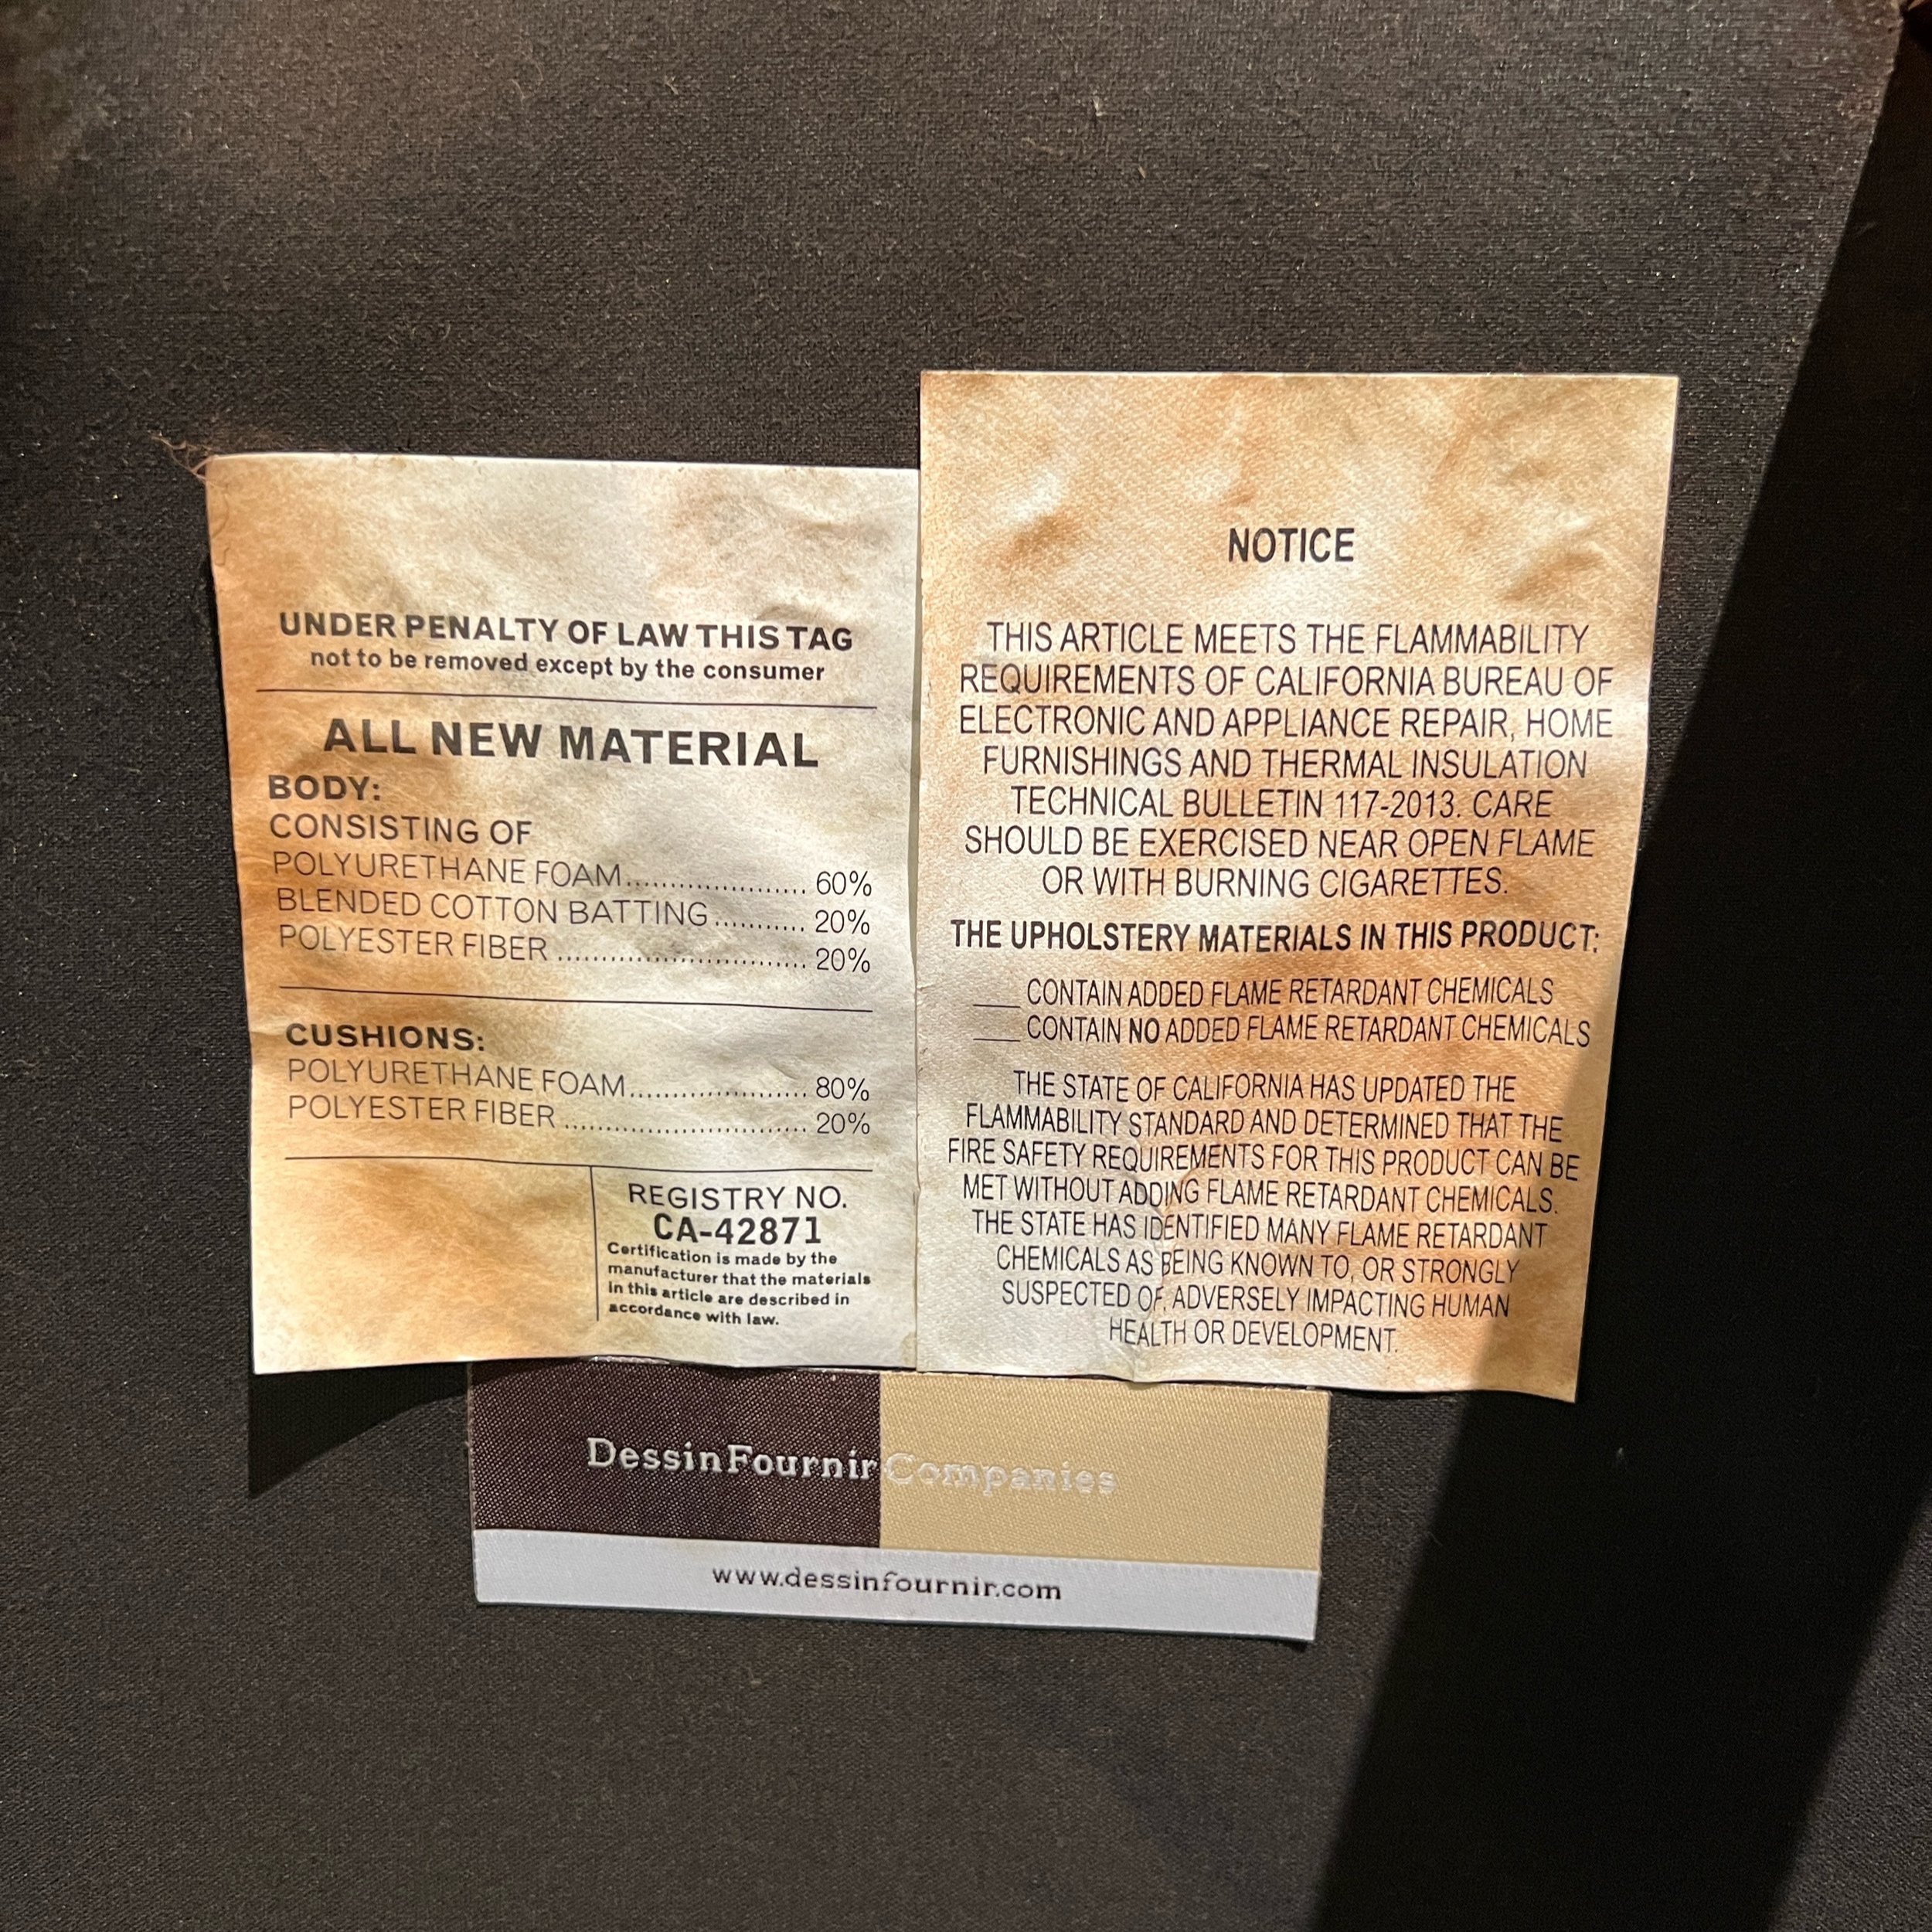 UNDER PENALTY OF LAW THIS TAG
not to be removed except by the consumer
ALL NEW MATERIAL
BODY:
CONSISTING OF
POLYURETHANE FOAM...................... 60%
BLENDED COTTON BATTING........... 20%
POLYESTER FIBER .............................. 20%
CUSHIONS:
POLYURETHANE FOAM...................... 80%
POLYESTER FIBER .............................. 20%
REGISTRY NO.
CA-42871
Certification is made by the
manufacturer that the materials
in this article are described in
accordance with law.
NOTICE
THIS ARTICLE MEETS THE FLAMMABILITY
REQUIREMENTS OF CALIFORNIA BUREAU OF
ELECTRONIC AND APPLIANCE REPAIR, HOME
FURNISHINGS AND THERMAL INSULATION
TECHNICAL BULLETIN 117-2013. CARE
SHOULD BE EXERCISED NEAR OPEN FLAME
OR WITH BURNING CIGARETTES.
THE UPHOLSTERY MATERIALS IN THIS PRODUCT:
___ CONTAIN ADDED FLAME RETARDANT CHEMICALS
___ CONTAIN NO ADDED FLAME RETARDANT CHEMICALS
THE STATE OF CALIFORNIA HAS UPDATED THE
FLAMMABILITY STANDARD AND DETERMINED THAT THE
FIRE SAFETY REQUIREMENTS FOR THIS PRODUCT CAN BE
MET WITHOUT ADDING FLAME RETARDANT CHEMICALS.
THE STATE HAS IDENTIFIED MANY FLAME RETARDANT
CHEMICALS AS BEING KNOWN TO, OR STRONGLY
SUSPECTED OF, ADVERSELY IMPACTING HUMAN
HEALTH OR DEVELOPMENT.
DessinFournir Companies
www.dessinfournir.com